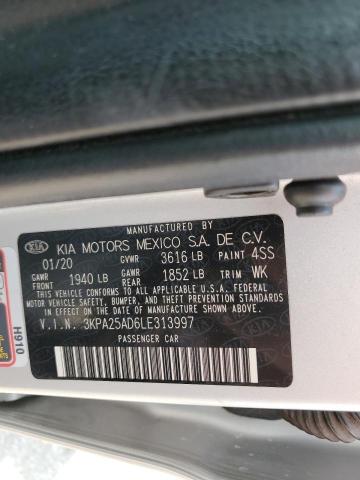 MANUFACTURED BY
KIA KIA MOTORS MEXICO S.A. DE C.V.
01/20 GVWR 3616 LB PAINT 4SS
GAWR FRONT 1940 LB GAWR REAR 1852 LB TRIM WK
THIS VEHICLE CONFORMS TO ALL APPLICABLE U.S.A. FEDERAL
MOTOR VEHICLE SAFETY, BUMPER, AND THEFT PREVENTION
STANDARDS IN EFFECT ON THE DATE OF MANUFACTURE SHOWN ABOVE.
V.I.N. 3KPA25AD6LE313997
PASSENGER CAR
H910